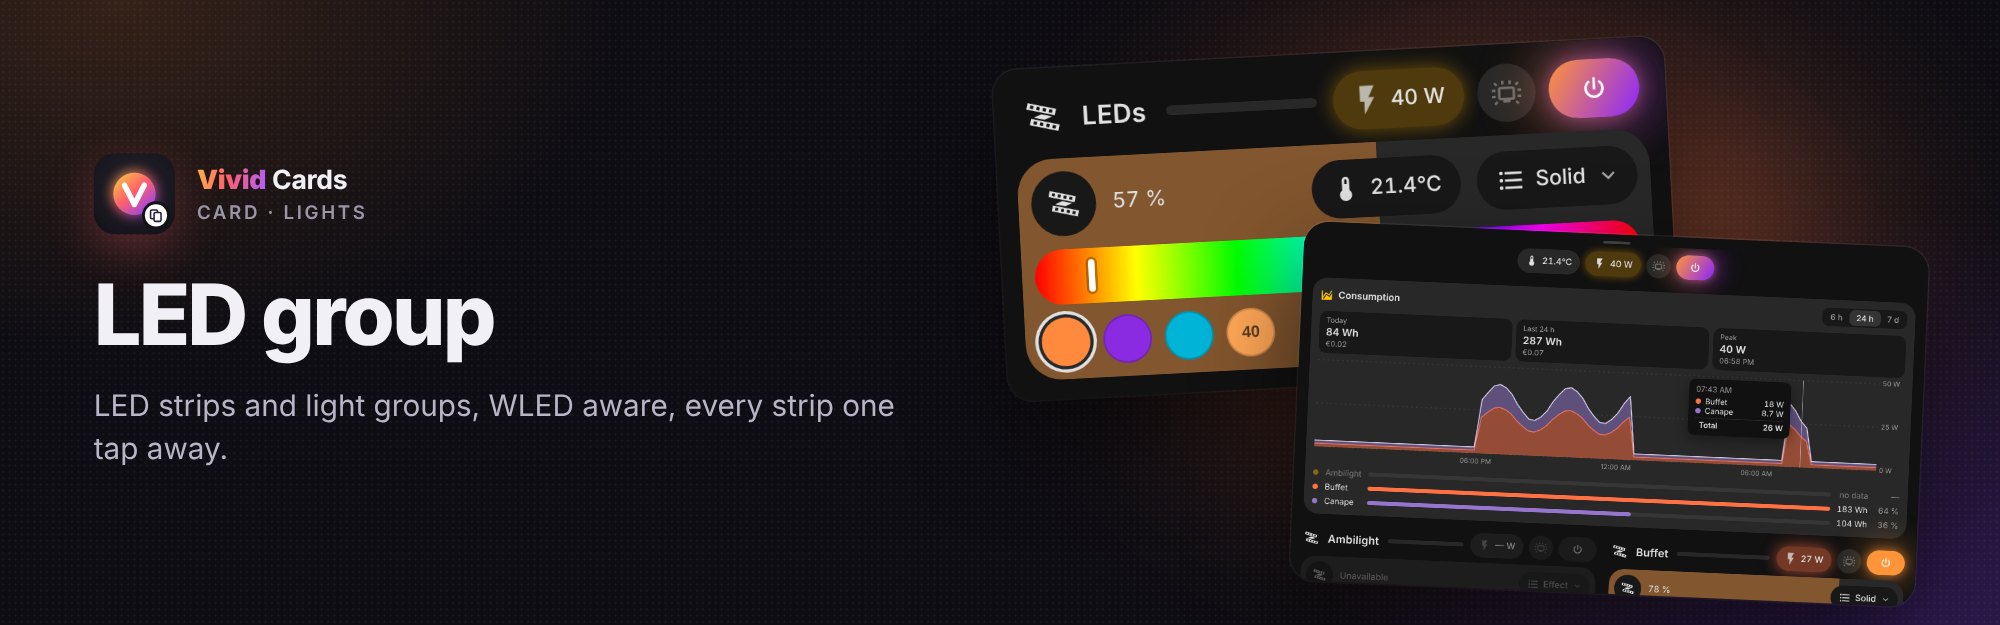 Vivid Cards
CARD · LIGHTS
LED group
LED strips and light groups, WLED aware, every strip one
tap away.
LEDs
40 W
57 %
21.4°C
Solid
40
21.4°C
40 W
Consumption
6 h 24 h 7 d
Today
84 Wh
€0.02
Last 24 h
287 Wh
€0.07
Peak
40 W
06:58 PM
50 W
25 W
0 W
07:43 AM
Buffet 18 W
Canape 8.7 W
Total 26 W
06:00 PM 12:00 AM 06:00 AM
Ambilight no data —
Buffet 183 Wh 64 %
Canape 104 Wh 36 %
Ambilight — W
Unavailable Effect
Buffet 27 W
78 % Solid